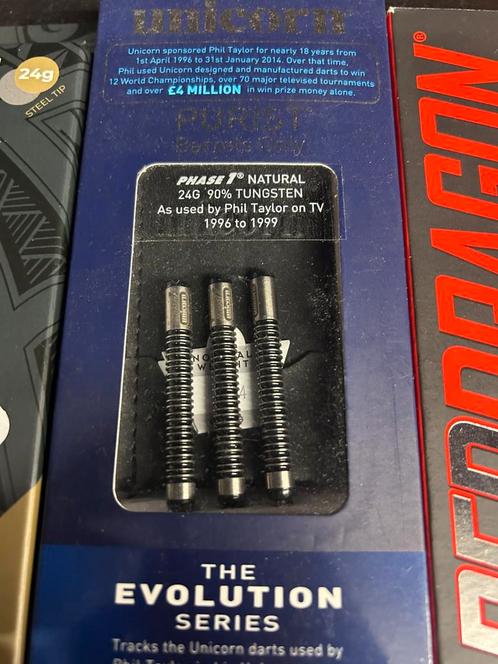 24g
STEEL TIP
unicorn
Unicorn sponsored Phil Taylor for nearly 18 years from
1st April 1996 to 31st January 2014. Over that time,
Phil used Unicorn designed and manufactured darts to win
12 World Championships, over 70 major televised tournaments
and over £4 MILLION in win prize money alone.
PURIST®
Barrels Only
PHASE 1® NATURAL
24G 90% TUNGSTEN
As used by Phil Taylor on TV
1996 to 1999
unicorn
unicorn
unicorn
THE
EVOLUTION
SERIES
Tracks the Unicorn darts used by
RED DRAGON®